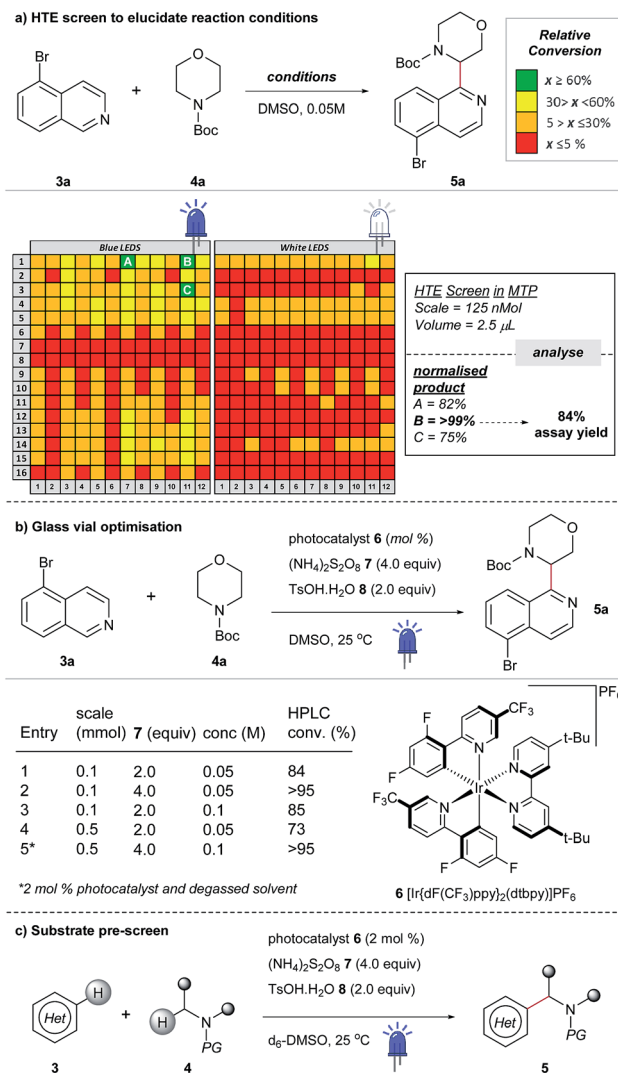 a) HTE screen to elucidate reaction conditions
Br
N
3a
+
O
N
Boc
4a
conditions
DMSO, 0.05M
O
N
Boc
N
Br
5a
Relative
Conversion
x ≥ 60%
30> x <60%
5 > x ≤30%
x ≤5 %
Blue LEDS
White LEDS
1
2
3
4
5
6
7
8
9
10
11
12
13
14
15
16
A
B
C
1 2 3 4 5 6 7 8 9 10 11 12
1 2 3 4 5 6 7 8 9 10 11 12
HTE Screen in MTP
Scale = 125 nMol
Volume = 2.5 μL
analyse
normalised
product
A = 82%
B = >99%
C = 75%
84%
assay yield
b) Glass vial optimisation
Br
N
3a
+
O
N
Boc
4a
photocatalyst 6 (mol %)
(NH4)2S2O8 7 (4.0 equiv)
TsOH.H2O 8 (2.0 equiv)
DMSO, 25 °C
O
N
Boc
N
Br
5a
Entry scale (mmol) 7 (equiv) conc (M) HPLC conv. (%)
1 0.1 2.0 0.05 84
2 0.1 4.0 0.05 >95
3 0.1 2.0 0.1 85
4 0.5 2.0 0.05 73
5* 0.5 4.0 0.1 >95
*2 mol % photocatalyst and degassed solvent
PF6
CF3
F
F
N
t-Bu
N
Ir
N
t-Bu
CF3
N
F
F
6 [Ir{dF(CF3)ppy}2(dtbpy)]PF6
c) Substrate pre-screen
Het
H
3
+
H
N
PG
4
photocatalyst 6 (2 mol %)
(NH4)2S2O8 7 (4.0 equiv)
TsOH.H2O 8 (2.0 equiv)
d6-DMSO, 25 °C
Het
N
PG
5